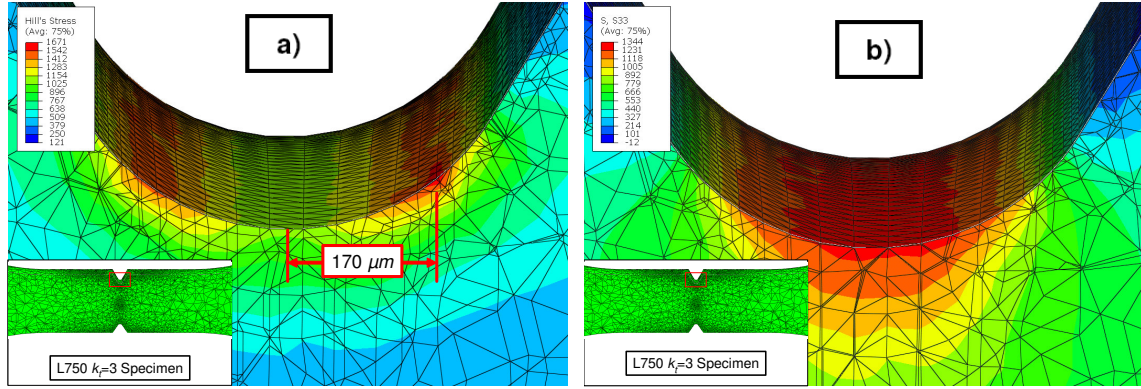 Hill's Stress
(Avg: 75%)
1671
1542
1412
1283
1154
1025
896
767
638
509
379
250
121
a)
170 µm
L750 kt=3 Specimen
S, S33
(Avg: 75%)
1344
1231
1118
1005
892
779
666
553
440
327
214
101
-12
b)
L750 kt=3 Specimen